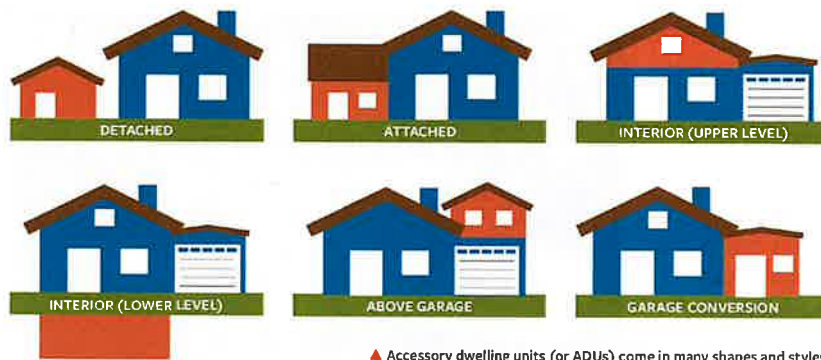 DETACHED
ATTACHED
INTERIOR (UPPER LEVEL)
INTERIOR (LOWER LEVEL)
ABOVE GARAGE
GARAGE CONVERSION
▲ Accessory dwelling units (or ADUs) come in many shapes and styles